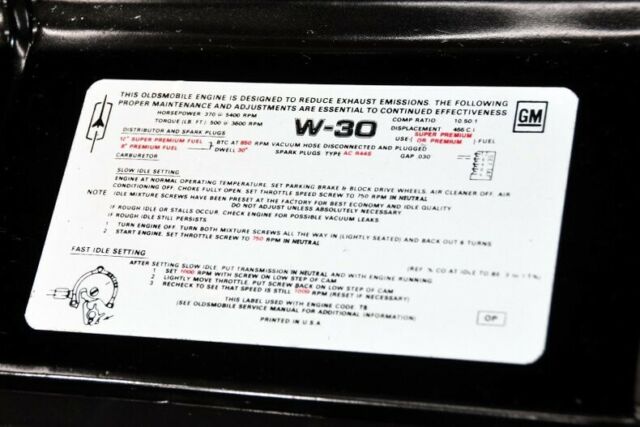 THIS OLDSMOBILE ENGINE IS DESIGNED TO REDUCE EXHAUST EMISSIONS. THE FOLLOWING
PROPER MAINTENANCE AND ADJUSTMENTS ARE ESSENTIAL TO CONTINUED EFFECTIVENESS
HORSEPOWER 370 @ 5400 RPM
TORQUE (LB. FT.) 500 @ 3600 RPM
W-30
COMP RATIO 10.50:1
DISPLACEMENT 455 C.I.
USE SUPER PREMIUM OR PREMIUM FUEL
GM
DISTRIBUTOR AND SPARK PLUGS
12° SUPER PREMIUM FUEL
8° PREMIUM FUEL
BTC AT 850 RPM VACUUM HOSE DISCONNECTED AND PLUGGED
DWELL 30° SPARK PLUGS TYPE AC R44S GAP .030
CARBURETOR
SLOW IDLE SETTING
ENGINE AT NORMAL OPERATING TEMPERATURE. SET PARKING BRAKE & BLOCK DRIVE WHEELS. AIR CLEANER OFF. AIR
CONDITIONING OFF. CHOKE FULLY OPEN. SET THROTTLE SPEED SCREW TO 750 RPM IN NEUTRAL
NOTE IDLE MIXTURE SCREWS HAVE BEEN PRESET AT THE FACTORY FOR BEST ECONOMY AND IDLE QUALITY
DO NOT ADJUST UNLESS ABSOLUTELY NECESSARY
IF ROUGH IDLE OR STALLS OCCUR. CHECK ENGINE FOR POSSIBLE VACUUM LEAKS
IF ROUGH IDLE STILL PERSISTS.
1 TURN ENGINE OFF. TURN BOTH MIXTURE SCREWS ALL THE WAY IN (LIGHTLY SEATED) AND BACK OUT 6 TURNS
2 START ENGINE. SET THROTTLE SCREW TO 750 RPM IN NEUTRAL
FAST IDLE SETTING
AFTER SETTING SLOW IDLE. PUT TRANSMISSION IN NEUTRAL AND WITH ENGINE RUNNING
(REF % CO AT IDLE TO BE
1 SET 1000 RPM WITH SCREW ON LOW STEP OF CAM
2 LIGHTLY MOVE THROTTLE. PUT SCREW BACK ON LOW STEP OF CAM
3 RECHECK TO SEE THAT SPEED IS STILL 1000 RPM (RESET IF NECESSARY)
THIS LABEL USED WITH ENGINE CODE: TB
(SEE OLDSMOBILE SERVICE MANUAL FOR ADDITIONAL INFORMATION)
PRINTED IN U.S.A.
OP